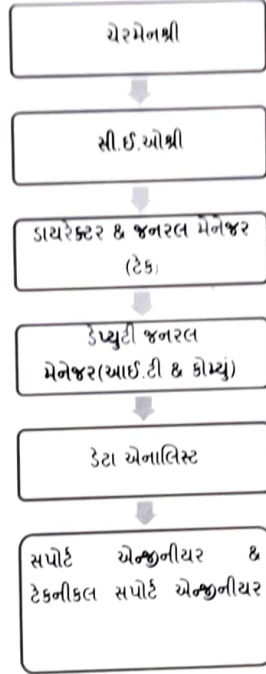 ચેરમેનશ્રી
સી.ઈ.ઓશ્રી
ડાયરેક્ટર & જનરલ મેનેજર
(ટેક)
ડેપ્યુટી જનરલ
મેનેજર(આઈ.ટી & કોમ્યું)
ડેટા એનાલિસ્ટ
સપોર્ટ એન્જીનીયર &
ટેકનીકલ સપોર્ટ એન્જીનીયર